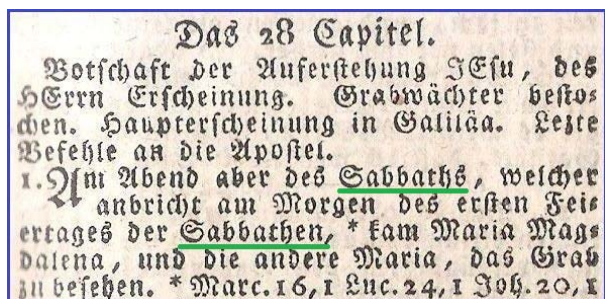 Das 28 Capitel.
Botschaft der Auferstehung JEsu, des
HErrn Erscheinung. Grabwächter besto-
chen. Haupterscheinung in Galiläa. Lezte
Befehle an die Apostel.
1. Am Abend aber des Sabbaths, welcher
anbricht am Morgen des ersten Fei-
ertages der Sabbathen, * kam Maria Mag-
dalena, und die andere Maria, das Grab
zu besehen. * Marc. 16, 1 Luc. 24, 1 Joh. 20, 1